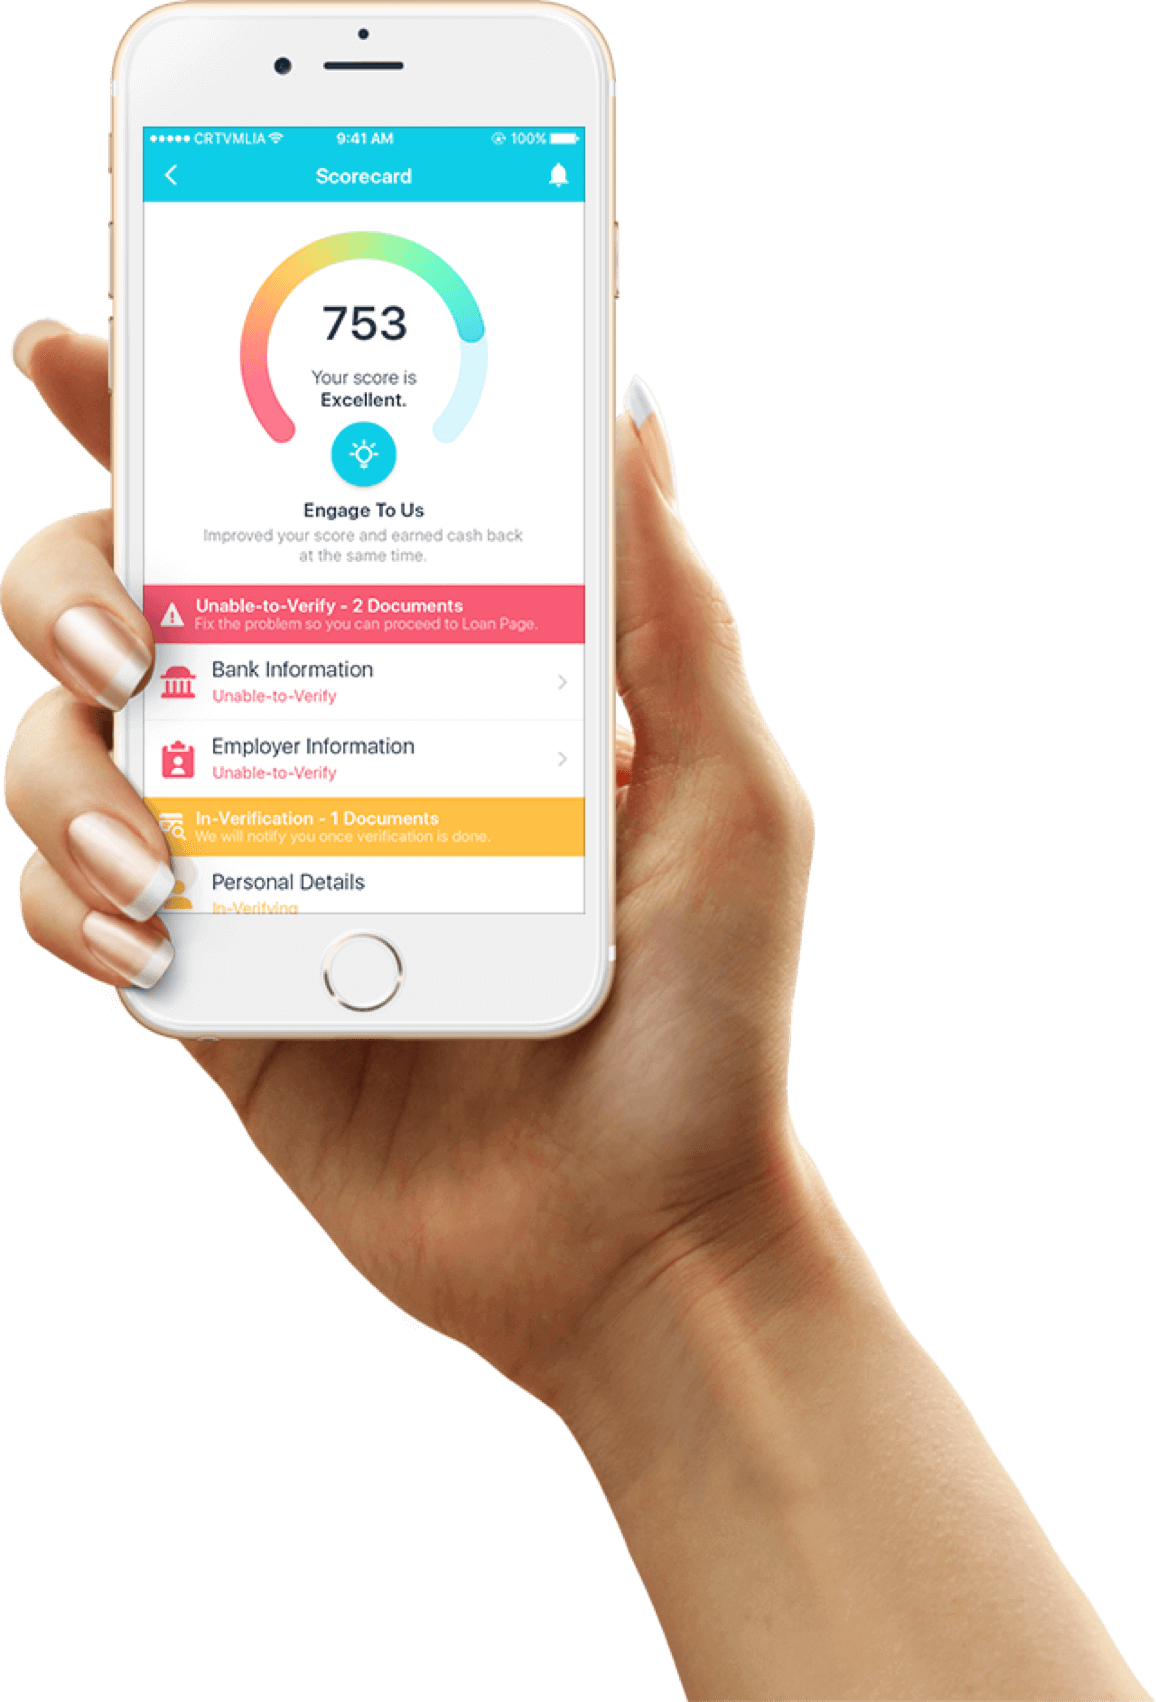 CRTVMLIA 9:41 AM 100%
Scorecard
753
Your score is
Excellent.
Engage To Us
Improved your score and earned cash back
at the same time.
Unable-to-Verify - 2 Documents
Fix the problem so you can proceed to Loan Page.
Bank Information
Unable-to-Verify
Employer Information
Unable-to-Verify
In-Verification - 1 Documents
We will notify you once verification is done.
Personal Details
In-Verifying